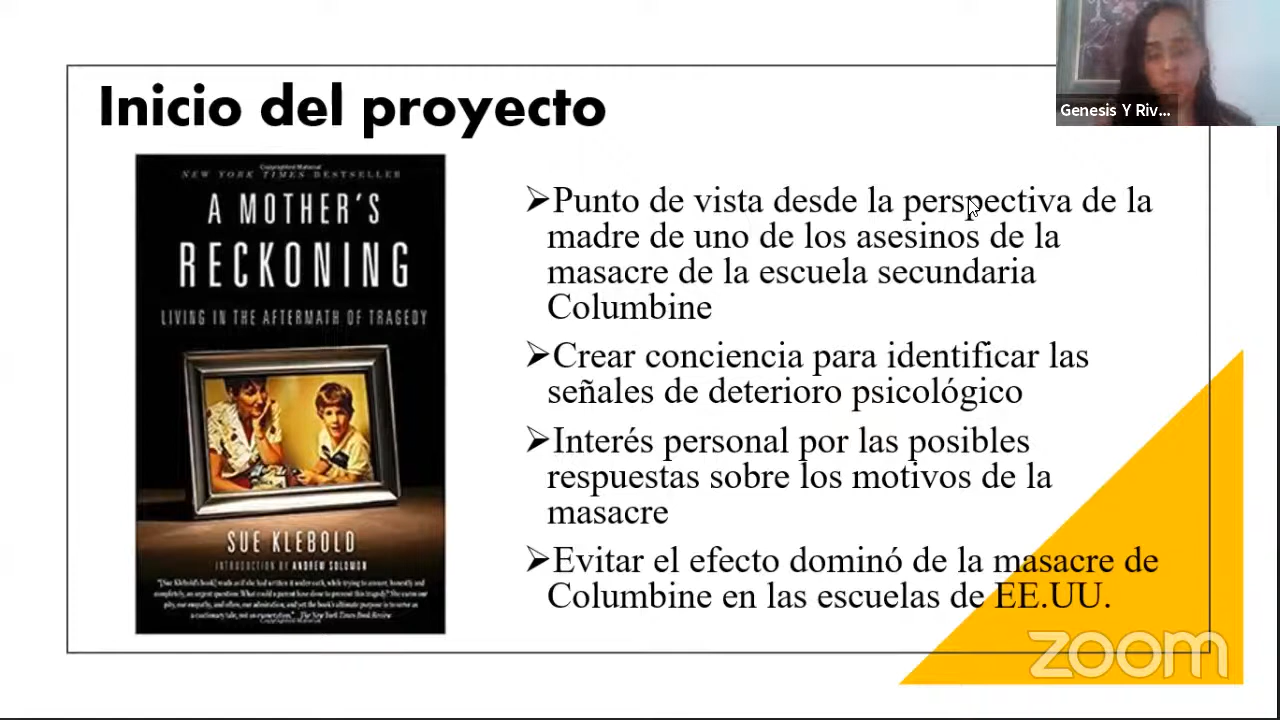 Inicio del proyecto
Genesis Y Riv...
NEW YORK TIMES BESTSELLER
A MOTHER'S
RECKONING
LIVING IN THE AFTERMATH OF TRAGEDY
SUE KLEBOLD
INTRODUCTION BY ANDREW SOLOMON
➢Punto de vista desde la perspectiva de la
madre de uno de los asesinos de la
masacre de la escuela secundaria
Columbine
➢Crear conciencia para identificar las
señales de deterioro psicológico
➢Interés personal por las posibles
respuestas sobre los motivos de la
masacre
➢Evitar el efecto dominó de la masacre de
Columbine en las escuelas de EE.UU.
zoom